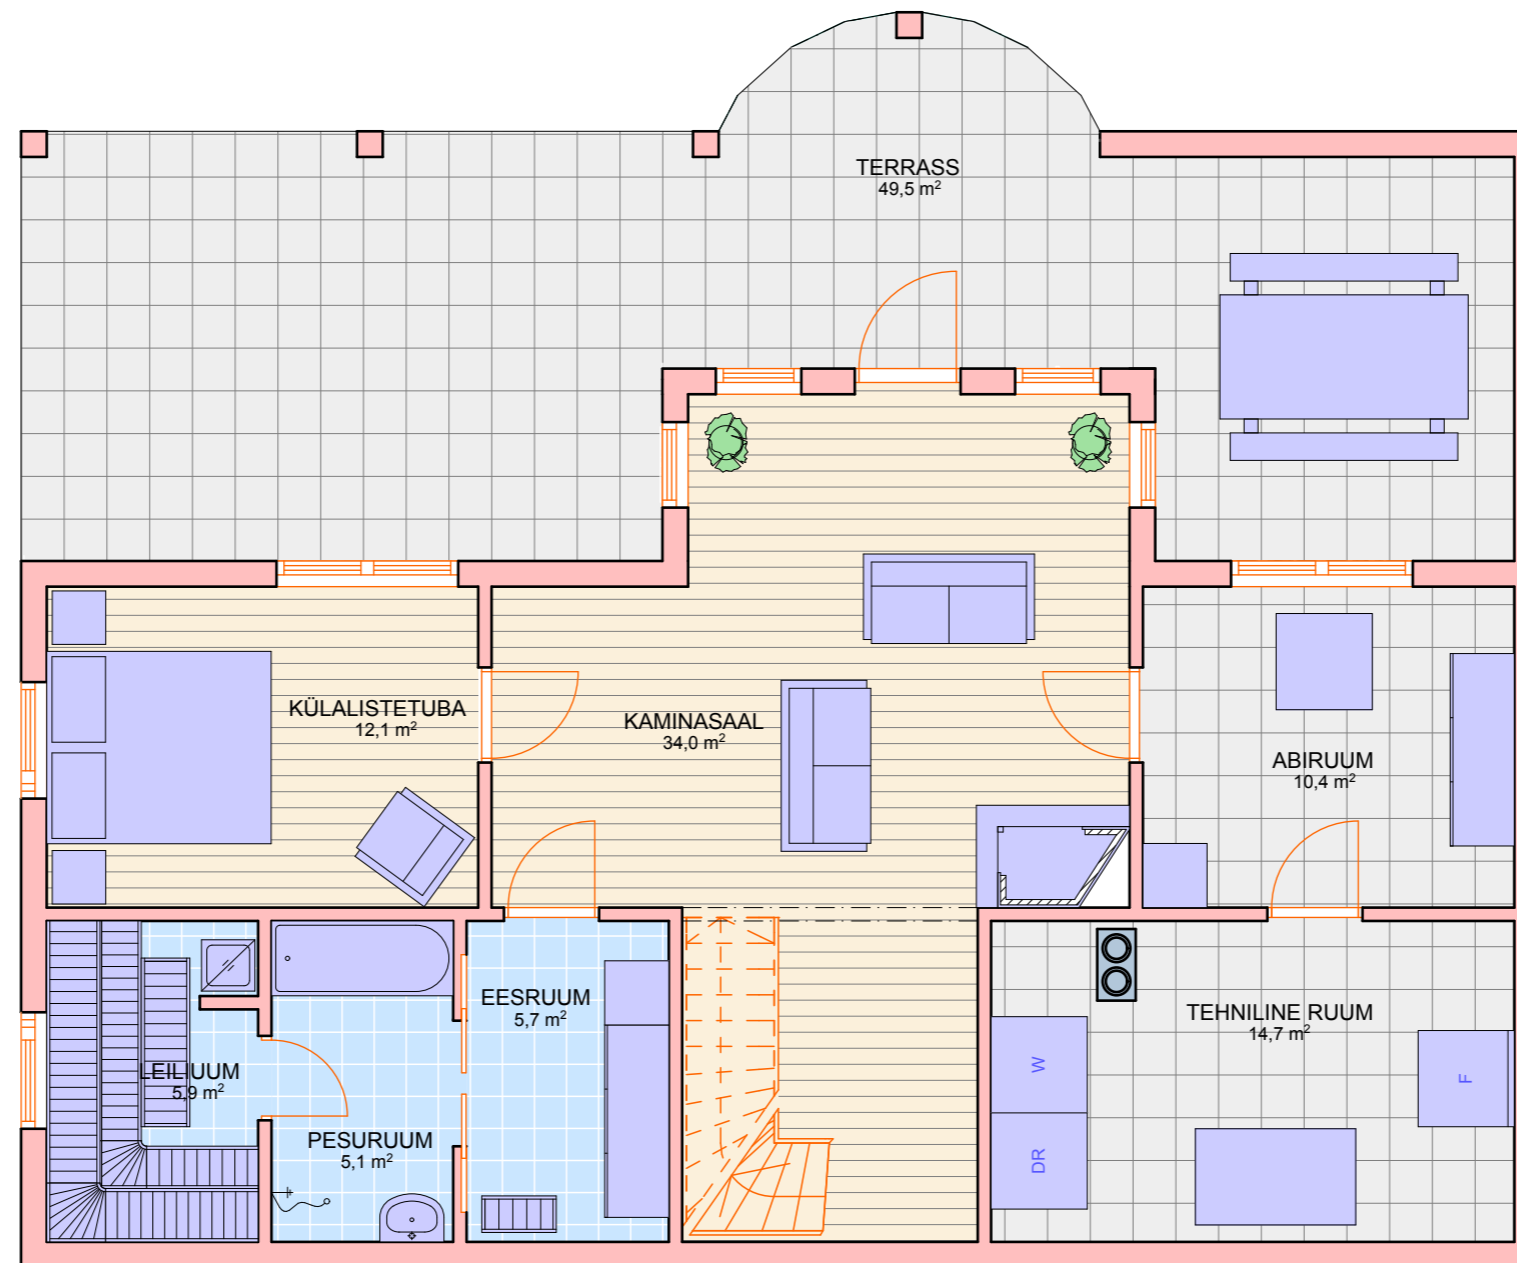 TERRASS
49,5 m²
KÜLALISTETUBA
12,1 m²
KAMINASAAL
34,0 m²
ABIRUUM
10,4 m²
EESRUUM
5,7 m²
TEHNILINE RUUM
14,7 m²
W
F
LEILIUUM
5,9 m²
PESURUUM
5,1 m²
DR